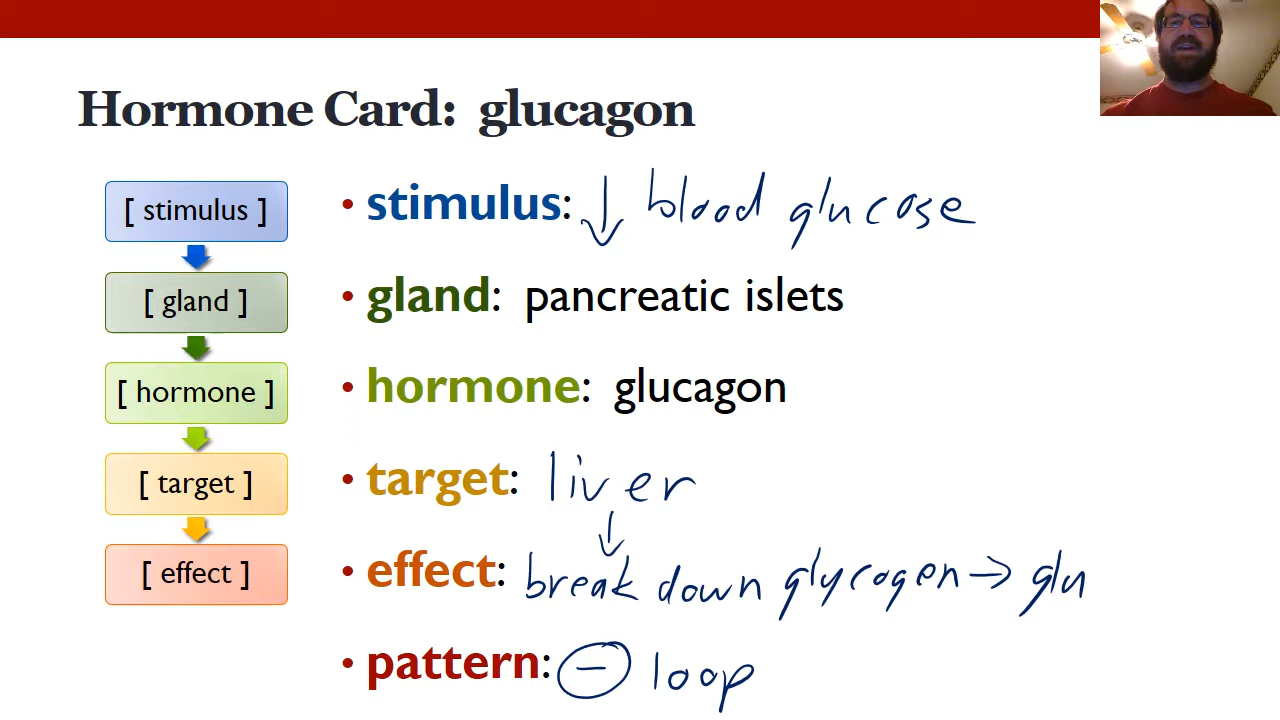 Hormone Card: glucagon
[ stimulus ]
[ gland ]
[ hormone ]
[ target ]
[ effect ]
• stimulus: ↓ blood glucose
• gland: pancreatic islets
• hormone: glucagon
• target: liver
↓
• effect: break down glycogen → glu
• pattern: ⊖ loop